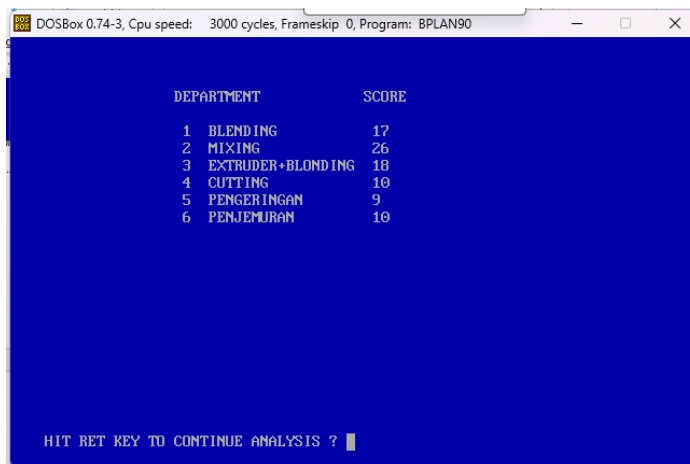 DOSBox 0.74-3, Cpu speed: 3000 cycles, Frameskip 0, Program: BPLAN90
DEPARTMENT SCORE
1 BLENDING 17
2 MIXING 26
3 EXTRUDER+BLONDING 18
4 CUTTING 10
5 PENGERINGAN 9
6 PENJEMURAN 10
HIT RET KEY TO CONTINUE ANALYSIS ?